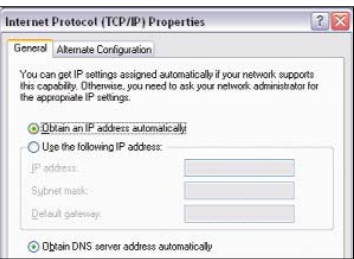 Internet Protocol (TCP/IP) Properties
General
Alternate Configuration
You can get IP settings assigned automatically if your network supports
this capability. Otherwise, you need to ask your network administrator for
the appropriate IP settings.
Obtain an IP address automatically
Use the following IP address:
IP address:
Subnet mask:
Default gateway:
Obtain DNS server address automatically